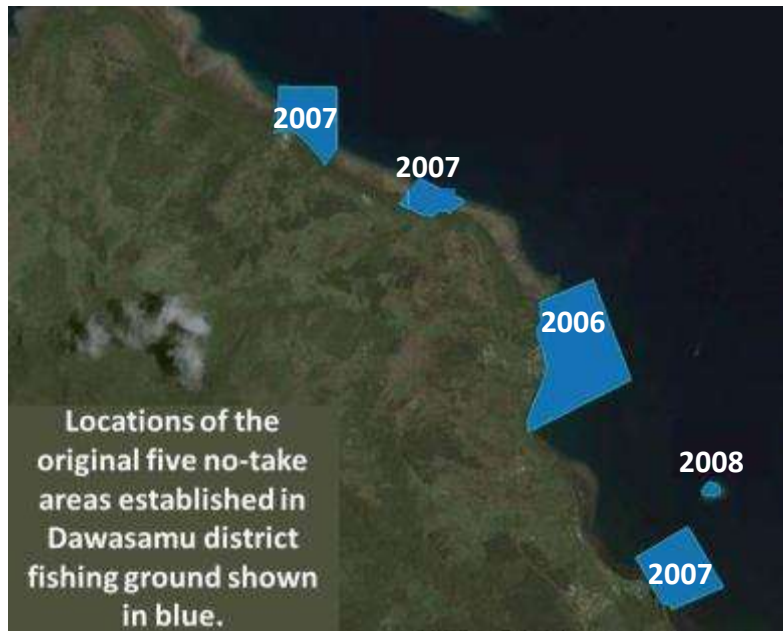 2007
2007
2006
2008
2007
Locations of the
original five no-take
areas established in
Dawasamu district
fishing ground shown
in blue.